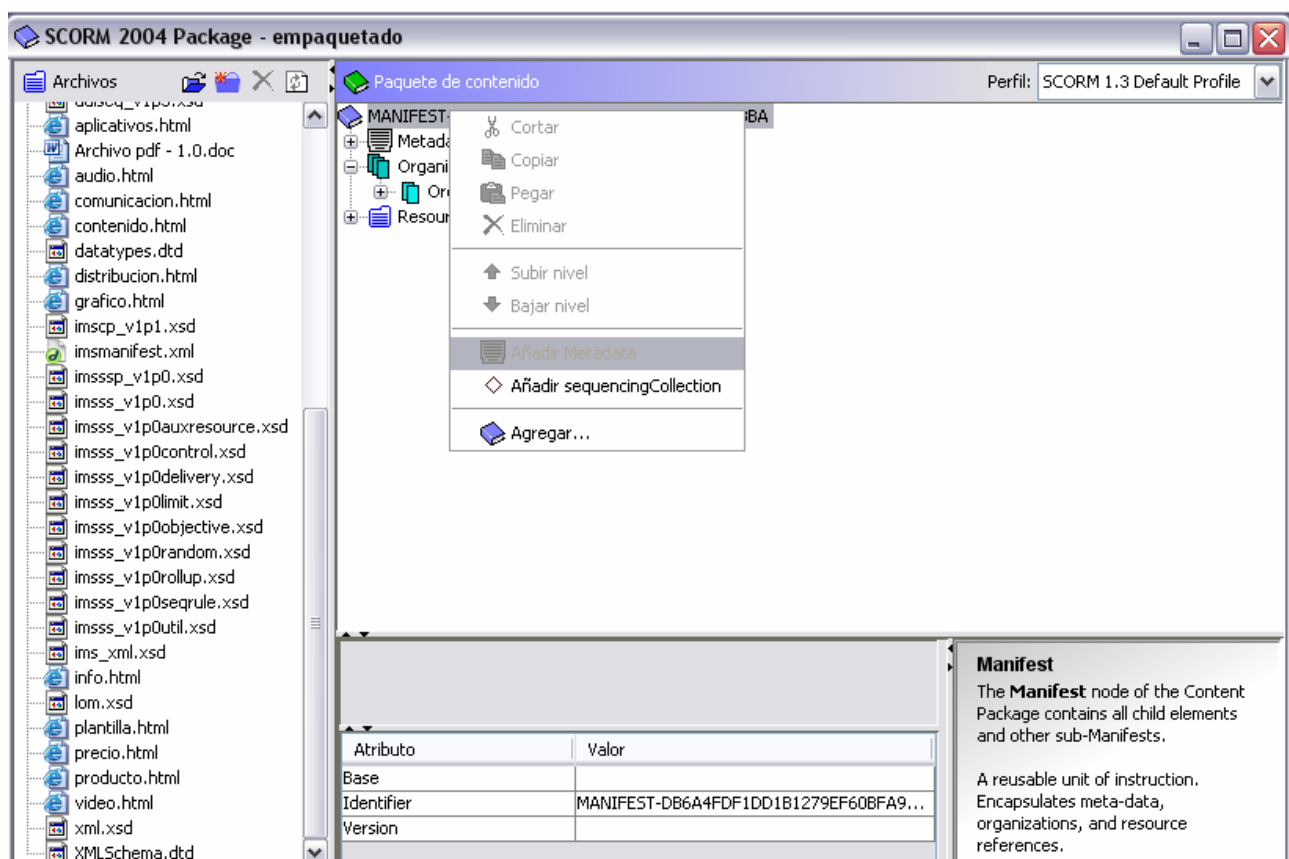 SCORM 2004 Package - empaquetado
Archivos
aplicativos.html
Archivo pdf - 1.0.doc
audio.html
comunicacion.html
contenido.html
datatypes.dtd
distribucion.html
grafico.html
imscp_v1p1.xsd
imsmanifest.xml
imsssp_v1p0.xsd
imsss_v1p0.xsd
imsss_v1p0auxresource.xsd
imsss_v1p0control.xsd
imsss_v1p0delivery.xsd
imsss_v1p0limit.xsd
imsss_v1p0objective.xsd
imsss_v1p0random.xsd
imsss_v1p0rollup.xsd
imsss_v1p0seqrule.xsd
imsss_v1p0util.xsd
ims_xml.xsd
info.html
lom.xsd
plantilla.html
precio.html
producto.html
video.html
xml.xsd
XMLSchema.dtd
Paquete de contenido
Perfil: SCORM 1.3 Default Profile
MANIFEST- BA
Metada
Organi
Or
Resour
Cortar
Copiar
Pegar
Eliminar
Subir nivel
Bajar nivel
Añadir Metadata
Añadir sequencingCollection
Agregar...
Atributo Valor
Base
Identifier MANIFEST-DB6A4FDF1DD1B1279EF60BFA9...
Version
Manifest
The Manifest node of the Content
Package contains all child elements
and other sub-Manifests.
A reusable unit of instruction.
Encapsulates meta-data,
organizations, and resource
references.